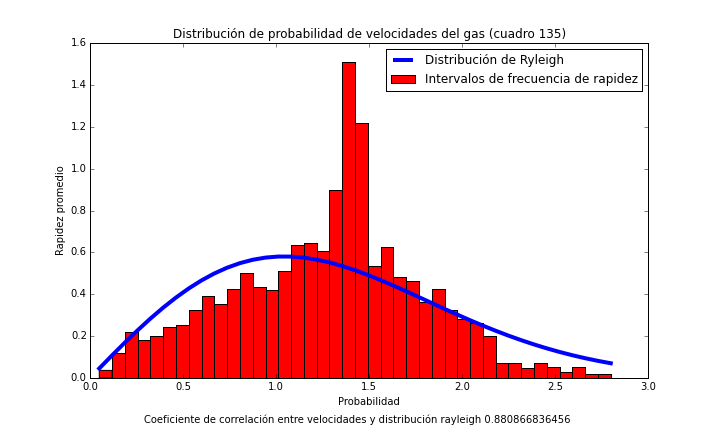 Distribución de probabilidad de velocidades del gas (cuadro 135)
Distribución de Ryleigh
Intervalos de frecuencia de rapidez
Rapidez promedio
1.6
1.4
1.2
1.0
0.8
0.6
0.4
0.2
0.0
0.0 0.5 1.0 1.5 2.0 2.5 3.0
Probabilidad
Coeficiente de correlación entre velocidades y distribución rayleigh 0.880866836456